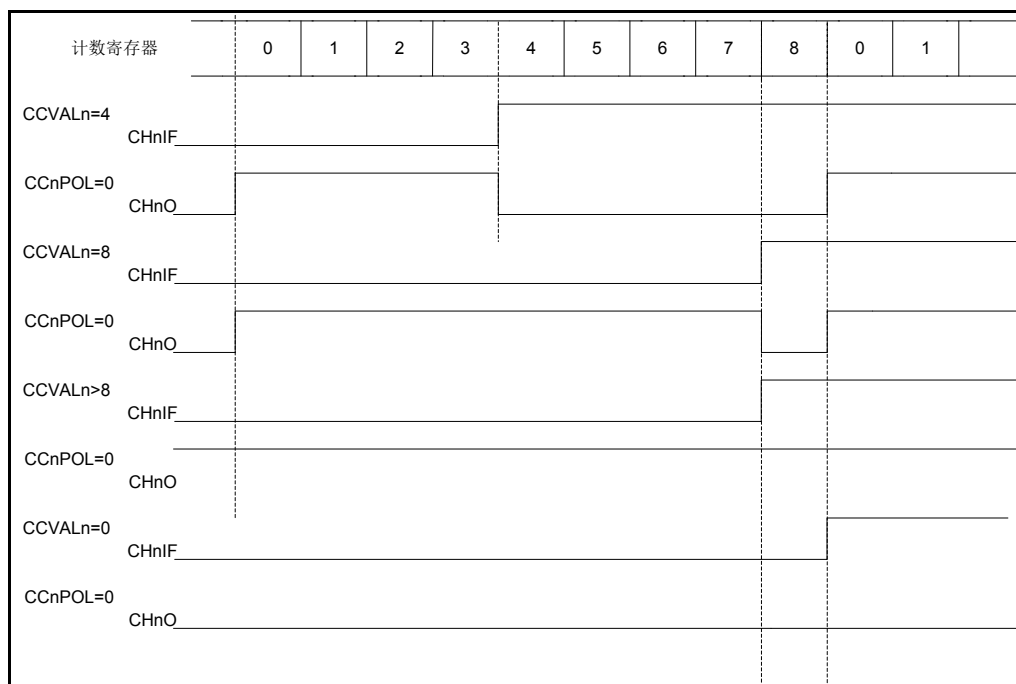 计数寄存器 0 1 2 3 4 5 6 7 8 0 1
CCVALn=4
CHnIF
CCnPOL=0
CHnO
CCVALn=8
CHnIF
CCnPOL=0
CHnO
CCVALn>8
CHnIF
CCnPOL=0
CHnO
CCVALn=0
CHnIF
CCnPOL=0
CHnO